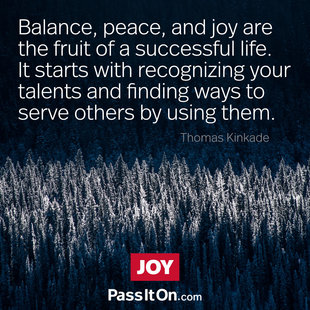 Balance, peace, and joy are
the fruit of a successful life.
It starts with recognizing your
talents and finding ways to
serve others by using them.
Thomas Kinkade
JOY
PassItOn.com